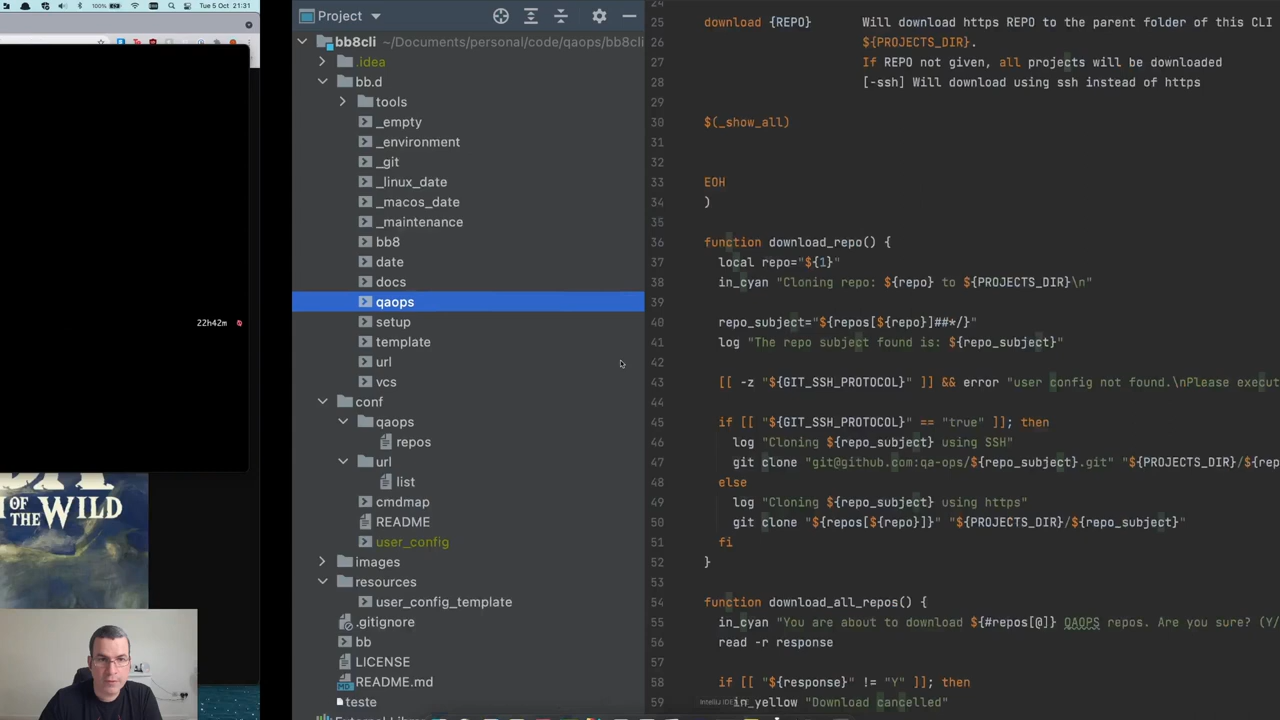 100% Tue 5 Oct 21:31
22h42m
OF THE WILD
Project
bb8cli ~/Documents/personal/code/qaops/bb8cli
.idea
bb.d
tools
_empty
_environment
_git
_linux_date
_macos_date
_maintenance
bb8
date
docs
qaops
setup
template
url
vcs
conf
qaops
repos
url
list
cmdmap
README
user_config
images
resources
user_config_template
.gitignore
bb
LICENSE
README.md
teste
24
25 download {REPO} Will download https REPO to the parent folder of this CLI
26 ${PROJECTS_DIR}.
27 If REPO not given, all projects will be downloaded
28 [-ssh] Will download using ssh instead of https
29
30 $(_show_all)
31
32
33 EOH
34 )
35
36 function download_repo() {
37 local repo="${1}"
38 in_cyan "Cloning repo: ${repo} to ${PROJECTS_DIR}\n"
39
40 repo_subject="${repos[${repo}]##*/}"
41 log "The repo subject found is: ${repo_subject}"
42
43 [[ -z "${GIT_SSH_PROTOCOL}" ]] && error "user config not found.\nPlease execut
44
45 if [[ "${GIT_SSH_PROTOCOL}" == "true" ]]; then
46 log "Cloning ${repo_subject} using SSH"
47 git clone "git@github.com:qa-ops/${repo_subject}.git" "${PROJECTS_DIR}/${rep
48 else
49 log "Cloning ${repo_subject} using https"
50 git clone "${repos[${repo}]}" "${PROJECTS_DIR}/${repo_subject}"
51 fi
52 }
53
54 function download_all_repos() {
55 in_cyan "You are about to download ${#repos[@]} QAOPS repos. Are you sure? (Y/
56 read -r response
57
58 if [[ "${response}" != "Y" ]]; then
59 in_yellow "Download cancelled"